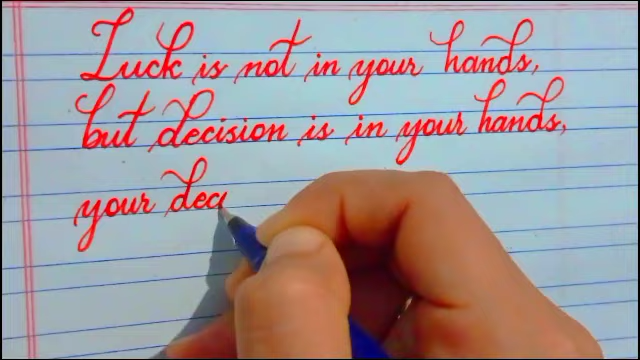 Luck is not in your hands,
but decision is in your hands,
your dec